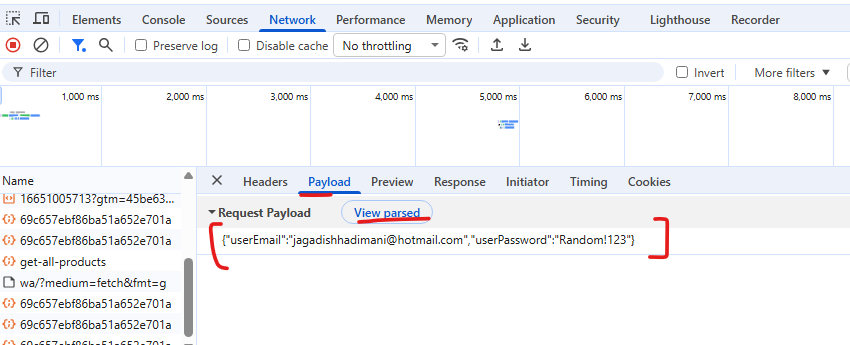 Elements Console Sources Network Performance Memory Application Security Lighthouse Recorder
Preserve log Disable cache No throttling
Filter Invert More filters
1,000 ms 2,000 ms 3,000 ms 4,000 ms 5,000 ms 6,000 ms 7,000 ms 8,000 ms
Name Headers Payload Preview Response Initiator Timing Cookies
16651005713?gtm=45be63...
Request Payload View parsed
69c657ebf86ba51a652e701a
{"userEmail":"jagadishhadimani@hotmail.com","userPassword":"Random!123"}
69c657ebf86ba51a652e701a
get-all-products
wa/?medium=fetch&fmt=g
69c657ebf86ba51a652e701a
69c657ebf86ba51a652e701a
69c657ebf86ba51a652e701a